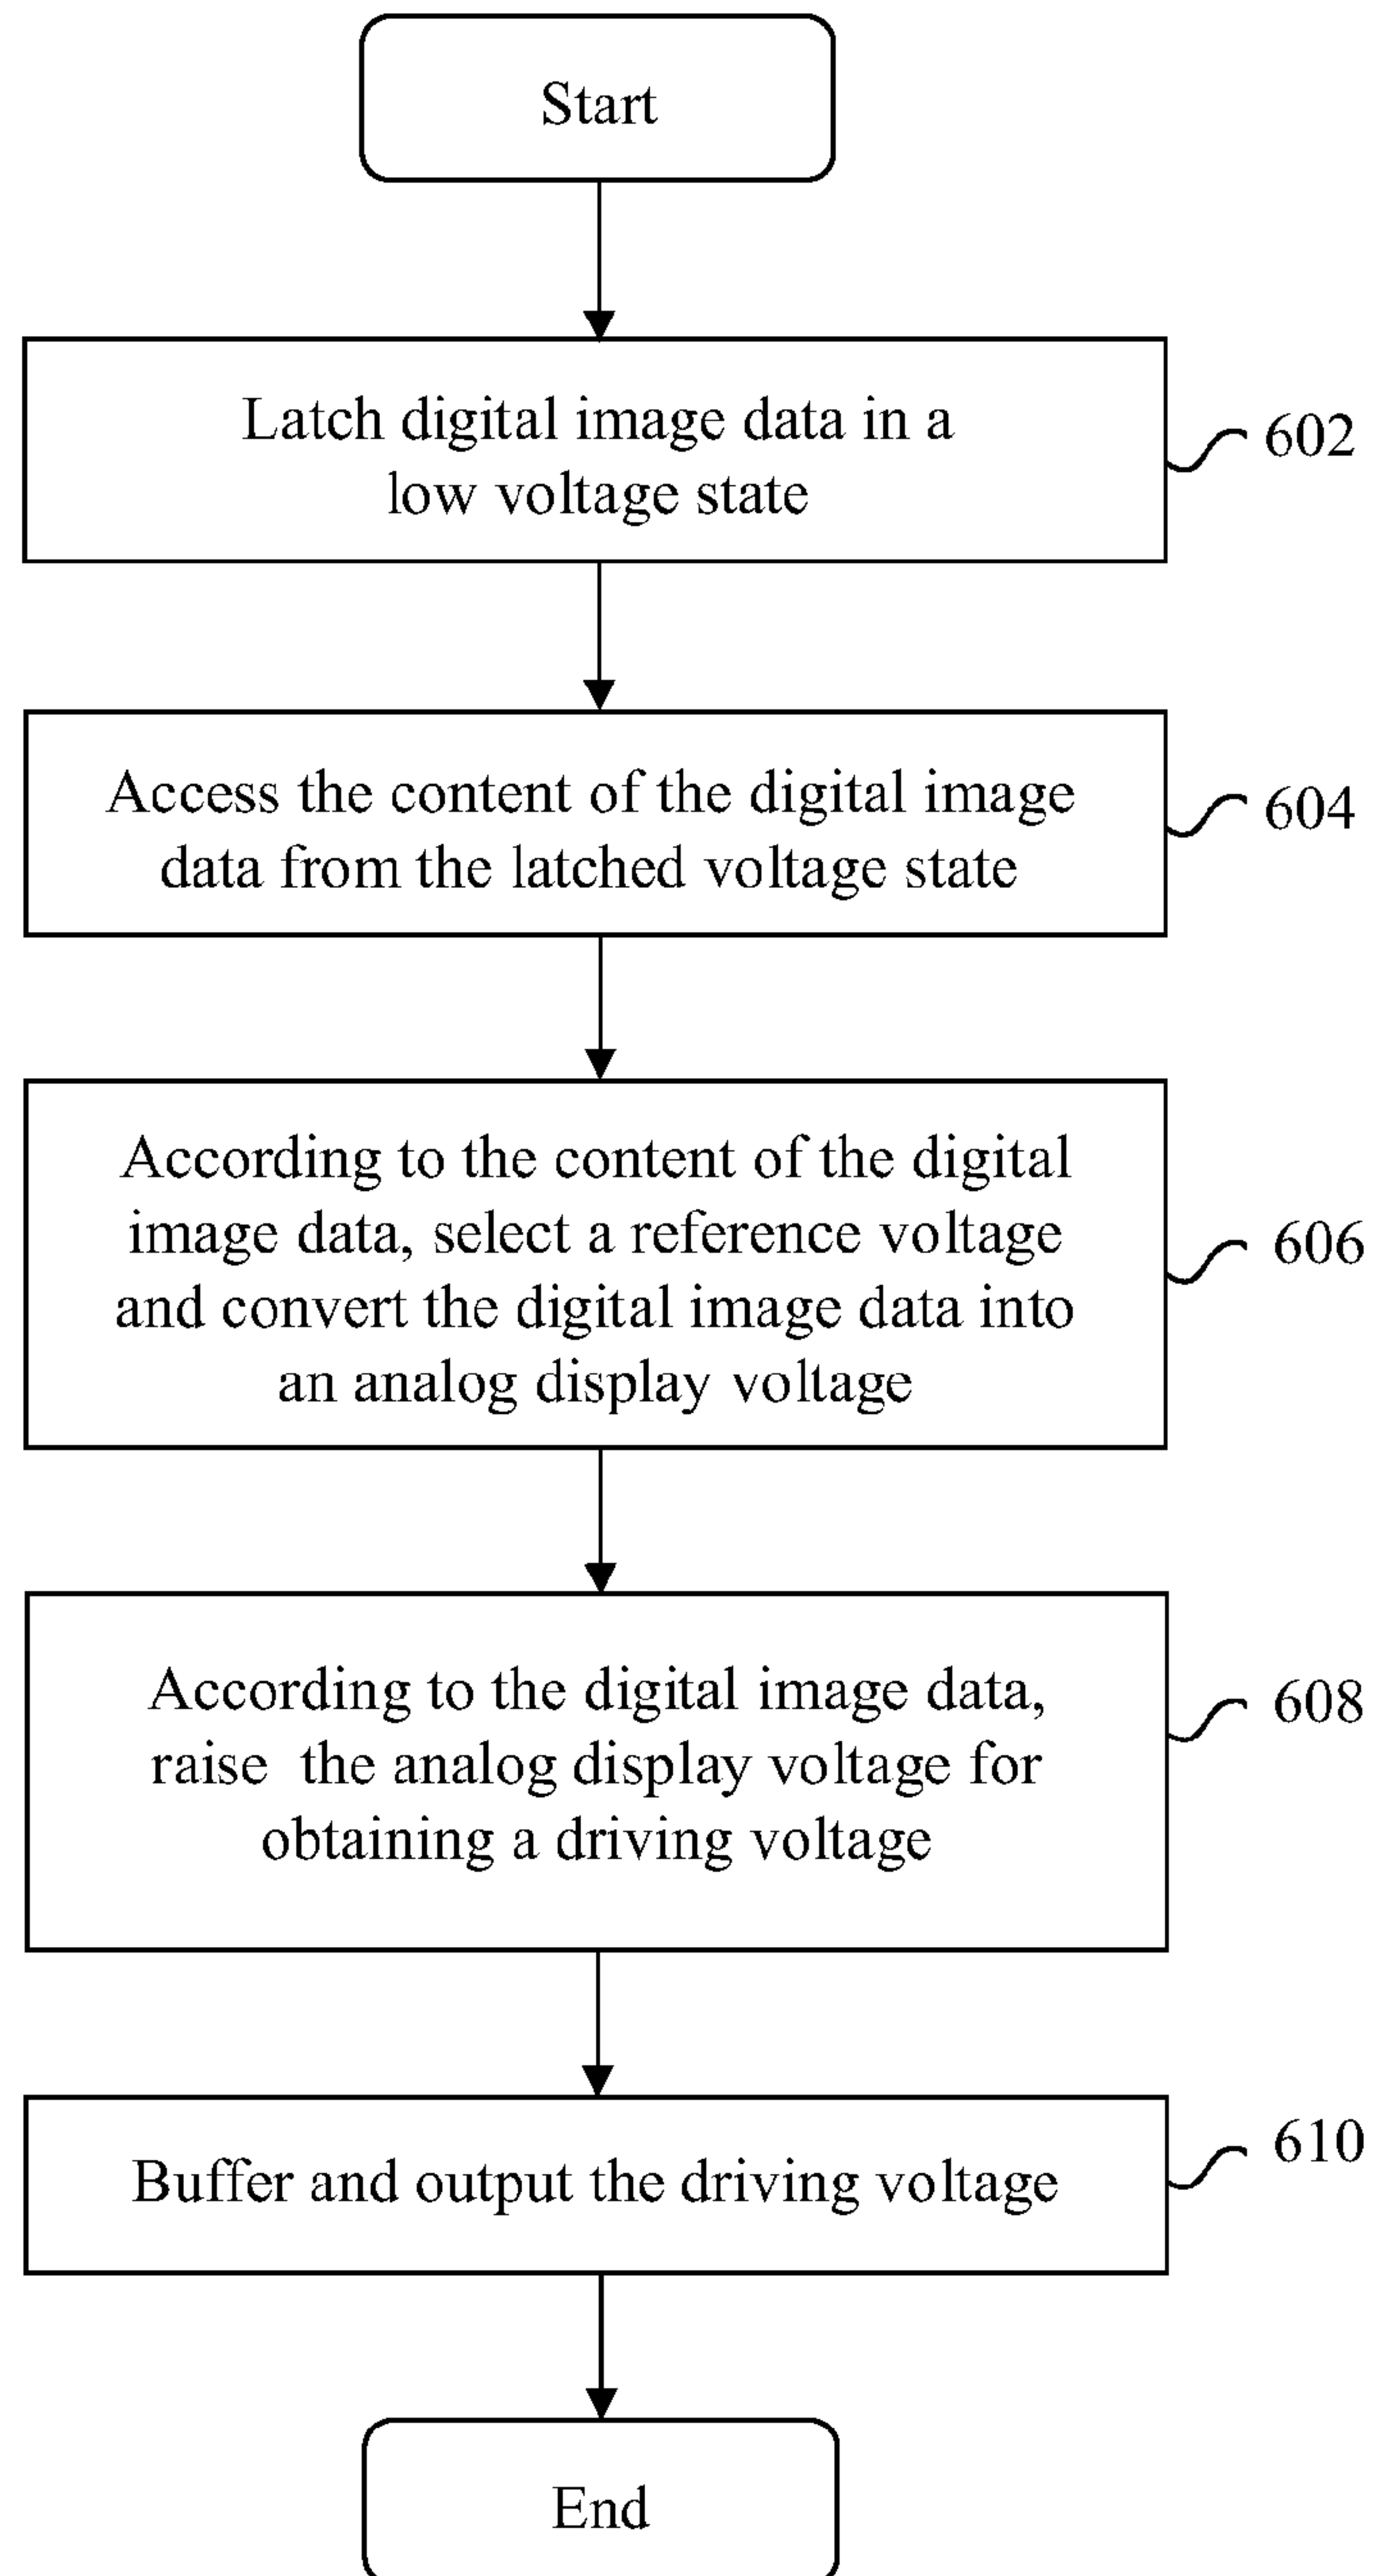 Start
Latch digital image data in a
low voltage state
602
Access the content of the digital image
data from the latched voltage state
604
According to the content of the digital
image data, select a reference voltage
and convert the digital image data into
an analog display voltage
606
According to the digital image data,
raise the analog display voltage for
obtaining a driving voltage
608
Buffer and output the driving voltage
610
End